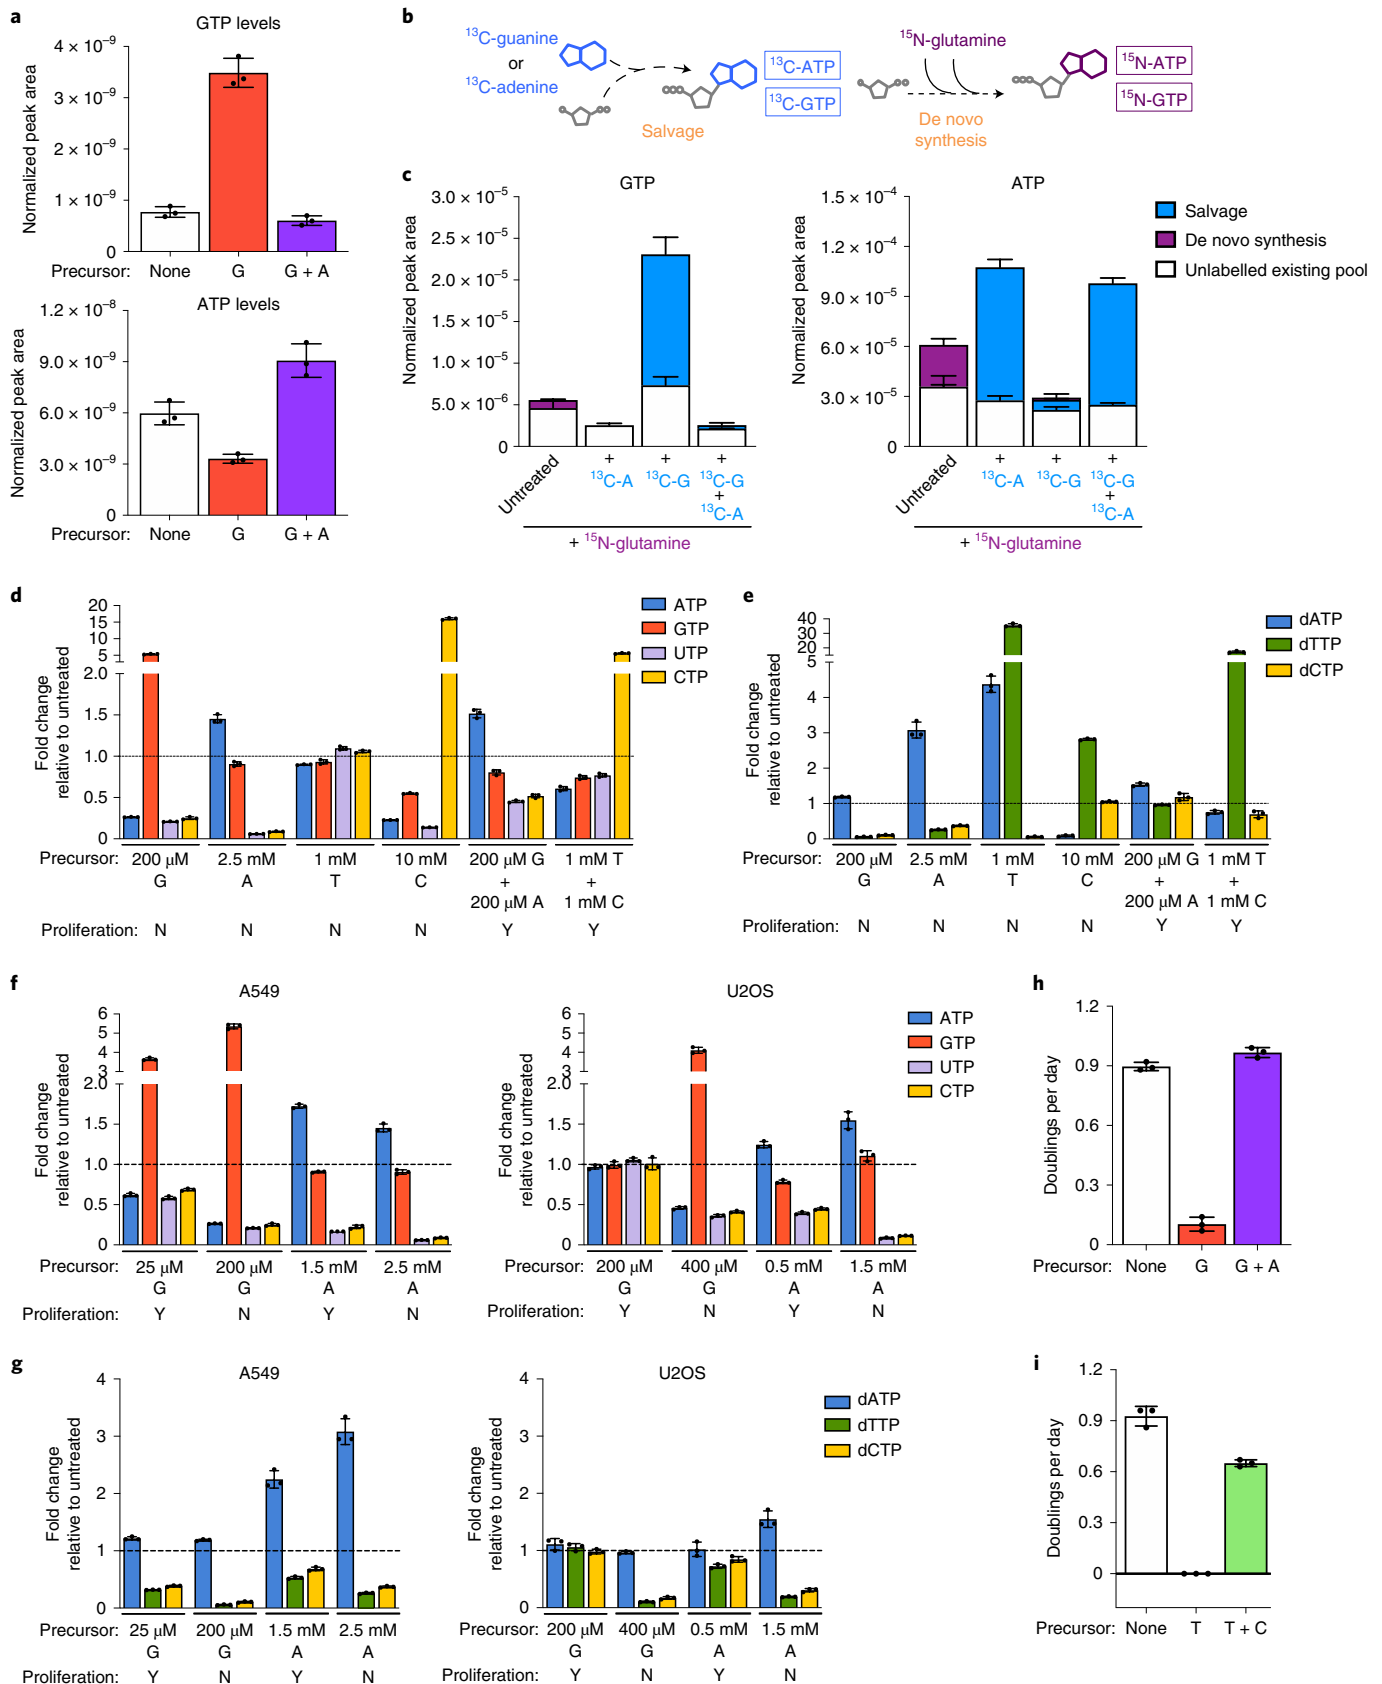 a
GTP levels
Normalized peak area
4 × 10⁻⁹
3 × 10⁻⁹
2 × 10⁻⁹
1 × 10⁻⁹
0
Precursor: None G G + A
ATP levels
Normalized peak area
1.2 × 10⁻⁸
9.0 × 10⁻⁹
6.0 × 10⁻⁹
3.0 × 10⁻⁹
0
Precursor: None G G + A
b
¹³C-guanine
or
¹³C-adenine
Salvage
¹³C-ATP
¹³C-GTP
¹⁵N-glutamine
De novo
synthesis
¹⁵N-ATP
¹⁵N-GTP
c
GTP
Normalized peak area
3.0 × 10⁻⁵
2.5 × 10⁻⁵
2.0 × 10⁻⁵
1.5 × 10⁻⁵
1.0 × 10⁻⁵
5.0 × 10⁻⁶
0
Untreated
+
¹³C-A
+
¹³C-G
+
¹³C-G
+
¹³C-A
+ ¹⁵N-glutamine
ATP
Normalized peak area
1.5 × 10⁻⁴
1.2 × 10⁻⁴
9.0 × 10⁻⁵
6.0 × 10⁻⁵
3.0 × 10⁻⁵
0
Untreated
+
¹³C-A
+
¹³C-G
+
¹³C-G
+
¹³C-A
+ ¹⁵N-glutamine
Salvage
De novo synthesis
Unlabelled existing pool
d
Fold change
relative to untreated
20
15
10
5
2.0
1.5
1.0
0.5
0
ATP
GTP
UTP
CTP
Precursor: 200 μM 2.5 mM 1 mM 10 mM 200 μM G 1 mM T
G A T C + +
200 μM A 1 mM C
Proliferation: N N N N Y Y
e
Fold change
relative to untreated
40
30
20
5
4
3
2
1
0
dATP
dTTP
dCTP
Precursor: 200 μM 2.5 mM 1 mM 10 mM 200 μM G 1 mM T
G A T C + +
200 μM A 1 mM C
Proliferation: N N N N Y Y
f
A549
Fold change
relative to untreated
6
5
4
3
2.0
1.5
1.0
0.5
0
Precursor: 25 μM 200 μM 1.5 mM 2.5 mM
G G A A
Proliferation: Y N Y N
U2OS
Fold change
relative to untreated
6
5
4
3
2.0
1.5
1.0
0.5
0
ATP
GTP
UTP
CTP
Precursor: 200 μM 400 μM 0.5 mM 1.5 mM
G G A A
Proliferation: Y N Y N
h
Doublings per day
1.2
0.9
0.6
0.3
0
Precursor: None G G + A
g
A549
Fold change
relative to untreated
4
3
2
1
0
Precursor: 25 μM 200 μM 1.5 mM 2.5 mM
G G A A
Proliferation: Y N Y N
U2OS
Fold change
relative to untreated
4
3
2
1
0
dATP
dTTP
dCTP
Precursor: 200 μM 400 μM 0.5 mM 1.5 mM
G G A A
Proliferation: Y N Y N
i
Doublings per day
1.2
0.9
0.6
0.3
0
Precursor: None T T + C